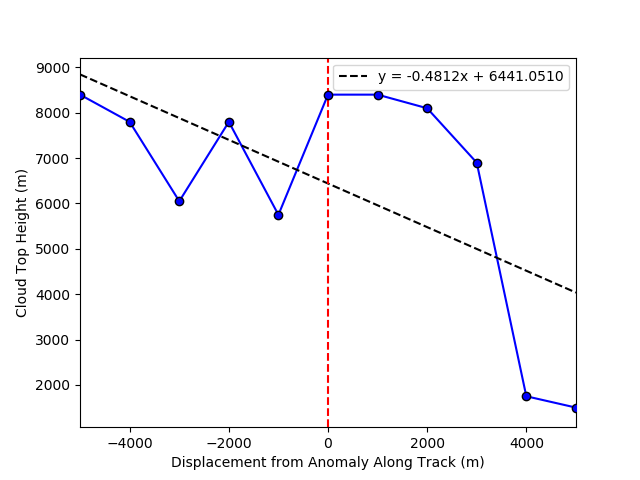 y = -0.4812x + 6441.0510
9000
8000
7000
6000
5000
4000
3000
2000
Cloud Top Height (m)
−4000 −2000 0 2000 4000
Displacement from Anomaly Along Track (m)